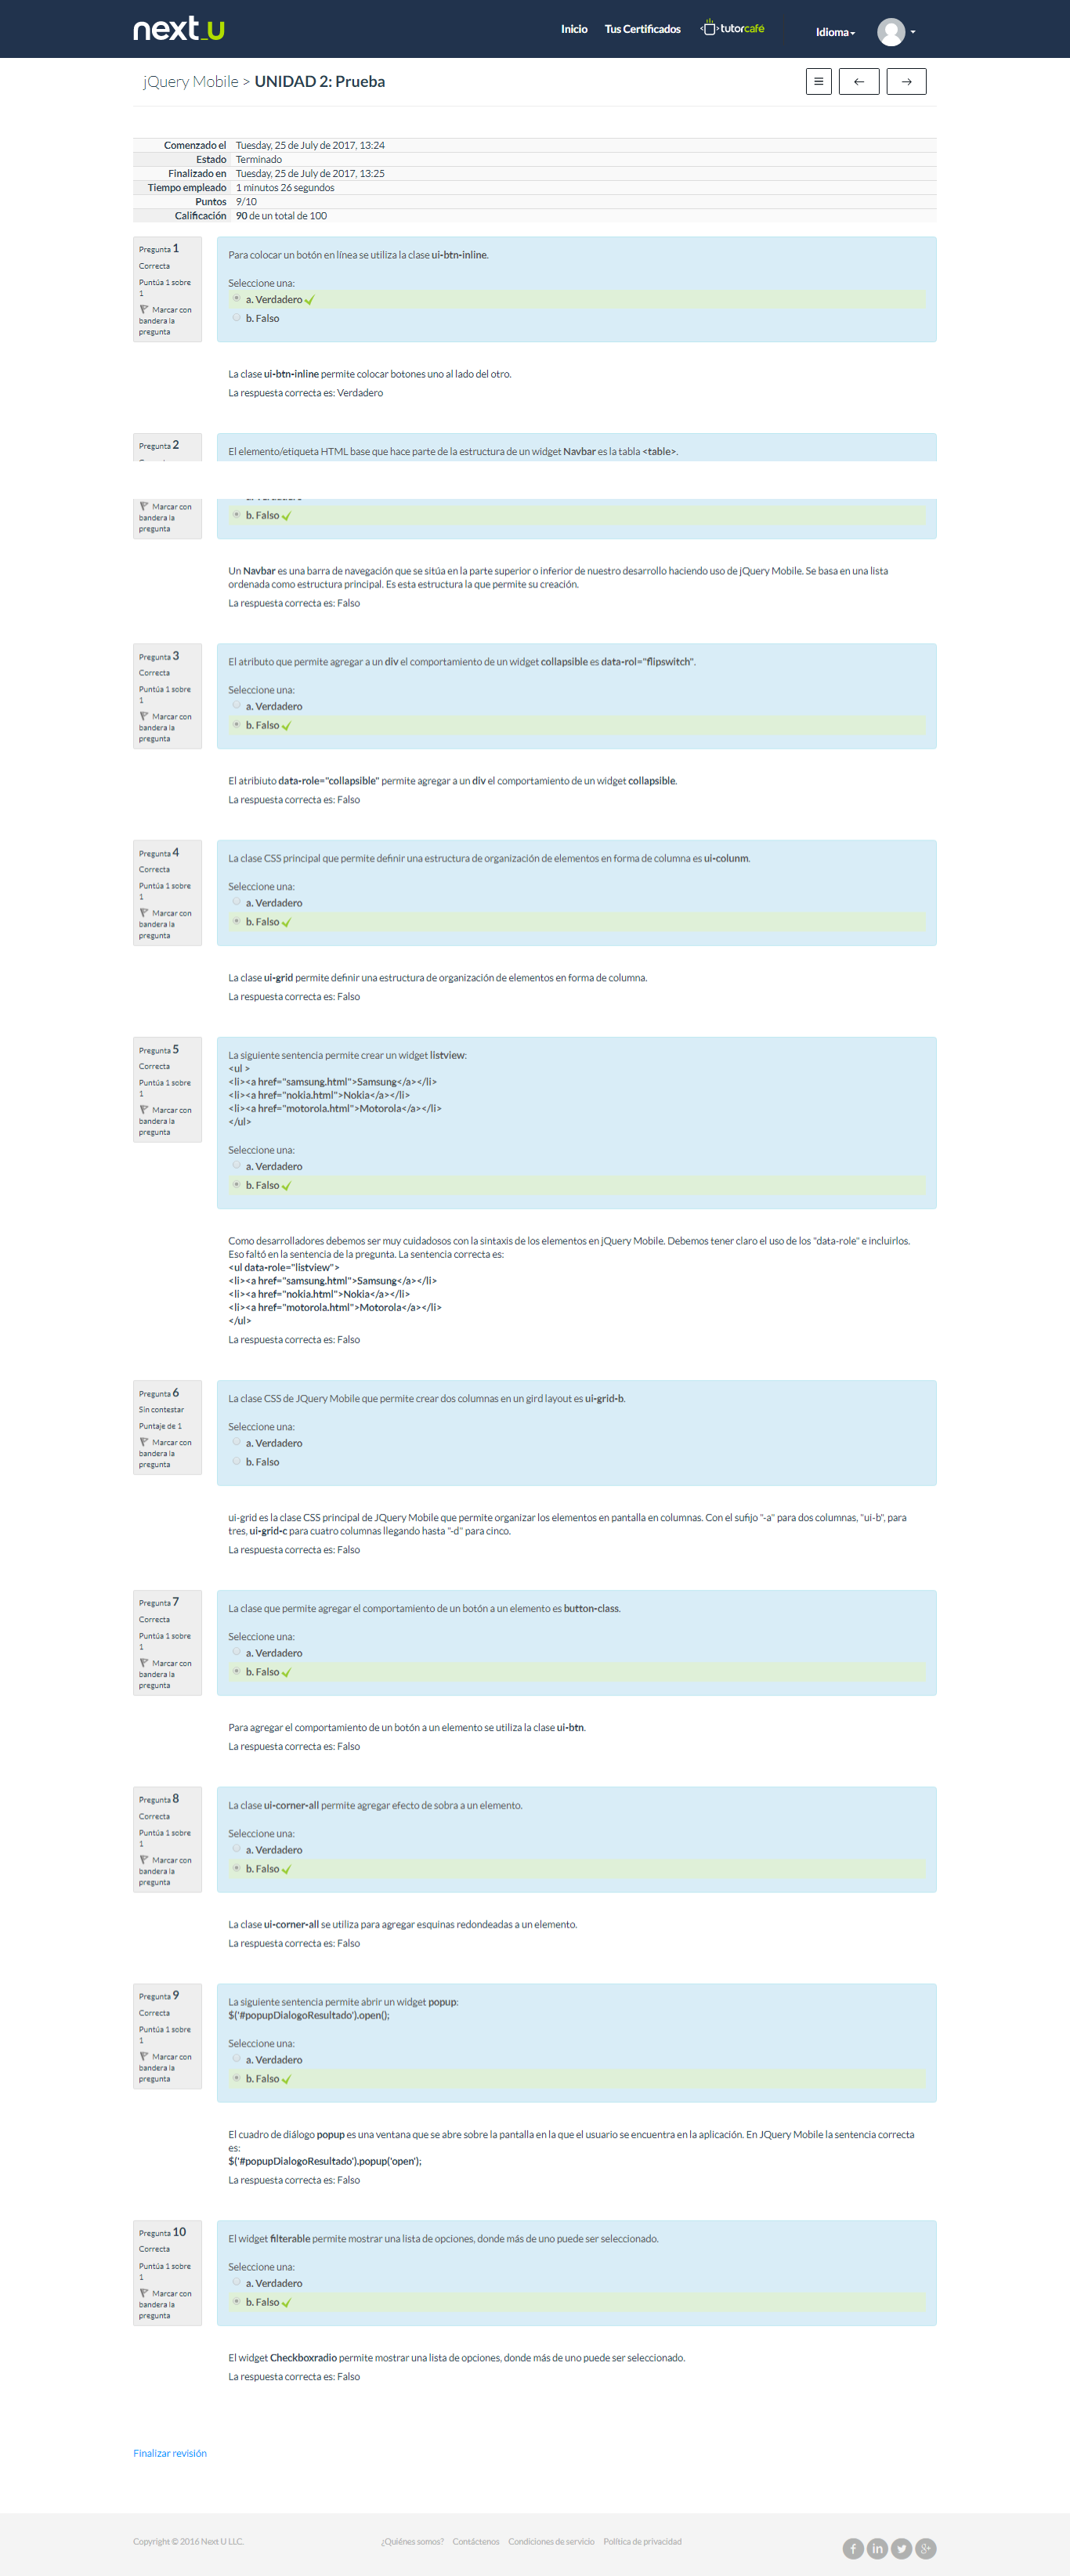 next_u
Inicio Tus Certificados tutorcafé Idioma
jQuery Mobile > UNIDAD 2: Prueba
Comenzado el Tuesday, 25 de July de 2017, 13:24
Estado Terminado
Finalizado en Tuesday, 25 de July de 2017, 13:25
Tiempo empleado 1 minutos 26 segundos
Puntos 9/10
Calificación 90 de un total de 100
Pregunta 1
Correcta
Puntúa 1 sobre
1
Marcar con
bandera la
pregunta
Para colocar un botón en línea se utiliza la clase ui-btn-inline.
Seleccione una:
a. Verdadero
b. Falso
La clase ui-btn-inline permite colocar botones uno al lado del otro.
La respuesta correcta es: Verdadero
Pregunta 2
El elemento/etiqueta HTML base que hace parte de la estructura de un widget Navbar es la tabla <table>.
Marcar con
bandera la
pregunta
b. Falso
Un Navbar es una barra de navegación que se sitúa en la parte superior o inferior de nuestro desarrollo haciendo uso de jQuery Mobile. Se basa en una lista
ordenada como estructura principal. Es esta estructura la que permite su creación.
La respuesta correcta es: Falso
Pregunta 3
Correcta
Puntúa 1 sobre
1
Marcar con
bandera la
pregunta
El atributo que permite agregar a un div el comportamiento de un widget collapsible es data-rol="flipswitch".
Seleccione una:
a. Verdadero
b. Falso
El atribiuto data-role="collapsible" permite agregar a un div el comportamiento de un widget collapsible.
La respuesta correcta es: Falso
Pregunta 4
Correcta
Puntúa 1 sobre
1
Marcar con
bandera la
pregunta
La clase CSS principal que permite definir una estructura de organización de elementos en forma de columna es ui-colunm.
Seleccione una:
a. Verdadero
b. Falso
La clase ui-grid permite definir una estructura de organización de elementos en forma de columna.
La respuesta correcta es: Falso
Pregunta 5
Correcta
Puntúa 1 sobre
1
Marcar con
bandera la
pregunta
La siguiente sentencia permite crear un widget listview:
<ul >
<li><a href="samsung.html">Samsung</a></li>
<li><a href="nokia.html">Nokia</a></li>
<li><a href="motorola.html">Motorola</a></li>
</ul>
Seleccione una:
a. Verdadero
b. Falso
Como desarrolladores debemos ser muy cuidadosos con la sintaxis de los elementos en jQuery Mobile. Debemos tener claro el uso de los "data-role" e incluirlos.
Eso faltó en la sentencia de la pregunta. La sentencia correcta es:
<ul data-role="listview">
<li><a href="samsung.html">Samsung</a></li>
<li><a href="nokia.html">Nokia</a></li>
<li><a href="motorola.html">Motorola</a></li>
</ul>
La respuesta correcta es: Falso
Pregunta 6
Sin contestar
Puntaje de 1
Marcar con
bandera la
pregunta
La clase CSS de JQuery Mobile que permite crear dos columnas en un gird layout es ui-grid-b.
Seleccione una:
a. Verdadero
b. Falso
ui-grid es la clase CSS principal de JQuery Mobile que permite organizar los elementos en pantalla en columnas. Con el sufijo "-a" para dos columnas, "ui-b", para
tres, ui-grid-c para cuatro columnas llegando hasta "-d" para cinco.
La respuesta correcta es: Falso
Pregunta 7
Correcta
Puntúa 1 sobre
1
Marcar con
bandera la
pregunta
La clase que permite agregar el comportamiento de un botón a un elemento es button-class.
Seleccione una:
a. Verdadero
b. Falso
Para agregar el comportamiento de un botón a un elemento se utiliza la clase ui-btn.
La respuesta correcta es: Falso
Pregunta 8
Correcta
Puntúa 1 sobre
1
Marcar con
bandera la
pregunta
La clase ui-corner-all permite agregar efecto de sobra a un elemento.
Seleccione una:
a. Verdadero
b. Falso
La clase ui-corner-all se utiliza para agregar esquinas redondeadas a un elemento.
La respuesta correcta es: Falso
Pregunta 9
Correcta
Puntúa 1 sobre
1
Marcar con
bandera la
pregunta
La siguiente sentencia permite abrir un widget popup:
$('#popupDialogoResultado').open();
Seleccione una:
a. Verdadero
b. Falso
El cuadro de diálogo popup es una ventana que se abre sobre la pantalla en la que el usuario se encuentra en la aplicación. En JQuery Mobile la sentencia correcta
es:
$('#popupDialogoResultado').popup('open');
La respuesta correcta es: Falso
Pregunta 10
Correcta
Puntúa 1 sobre
1
Marcar con
bandera la
pregunta
El widget filterable permite mostrar una lista de opciones, donde más de uno puede ser seleccionado.
Seleccione una:
a. Verdadero
b. Falso
El widget Checkboxradio permite mostrar una lista de opciones, donde más de uno puede ser seleccionado.
La respuesta correcta es: Falso
Finalizar revisión
Copyright © 2016 Next U LLC. ¿Quiénes somos? Contáctenos Condiciones de servicio Política de privacidad